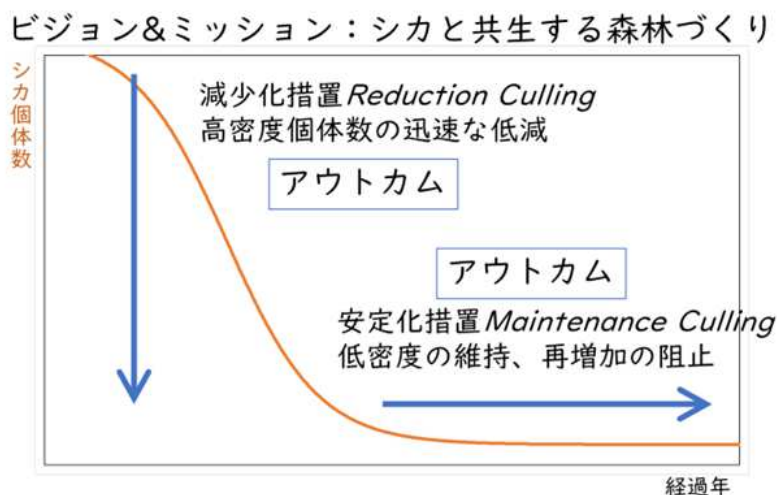 ビジョン&ミッション：シカと共生する森林づくり
シカ個体数
減少化措置Reduction Culling
高密度個体数の迅速な低減
アウトカム
アウトカム
安定化措置Maintenance Culling
低密度の維持、再増加の阻止
経過年